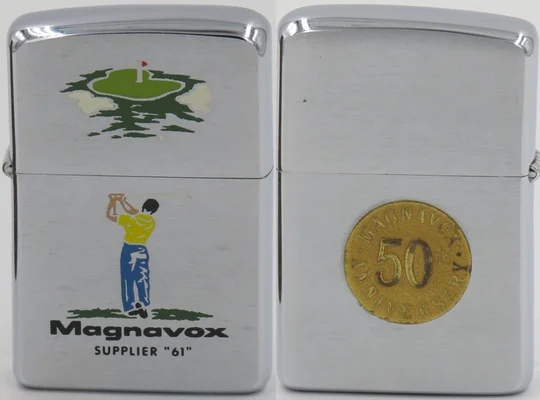 Magnavox
SUPPLIER "61"
MAGNAVOX
50th
ANNIVERSARY